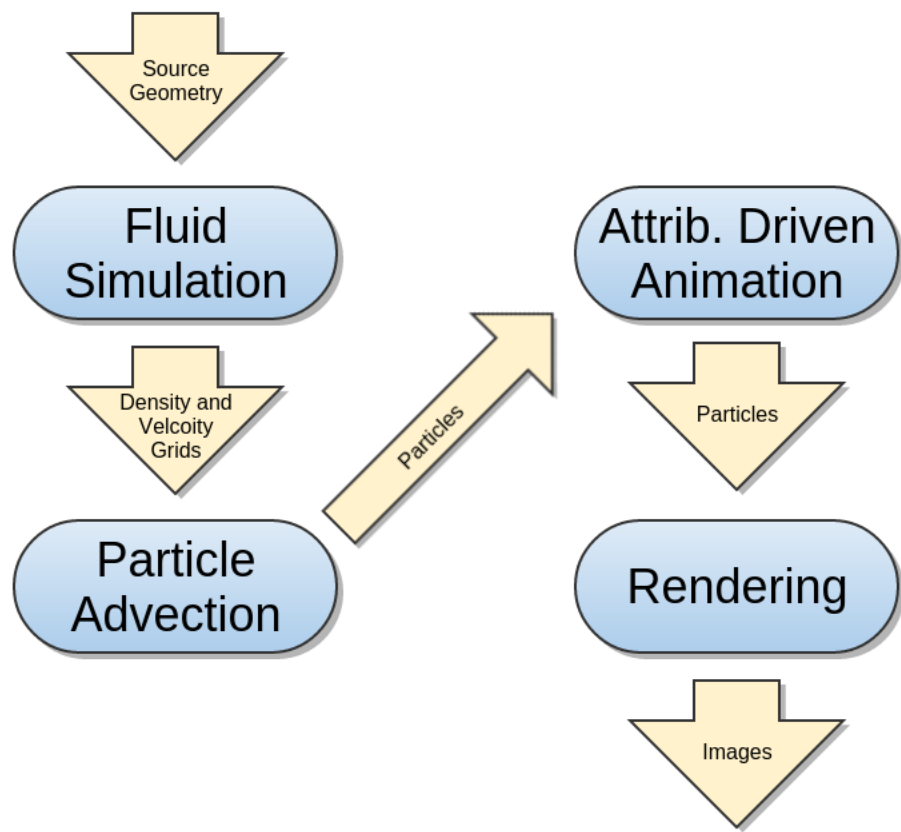 Source
Geometry
Fluid
Simulation
Density and
Velcoity
Grids
Particle
Advection
Particles
Attrib. Driven
Animation
Particles
Rendering
Images